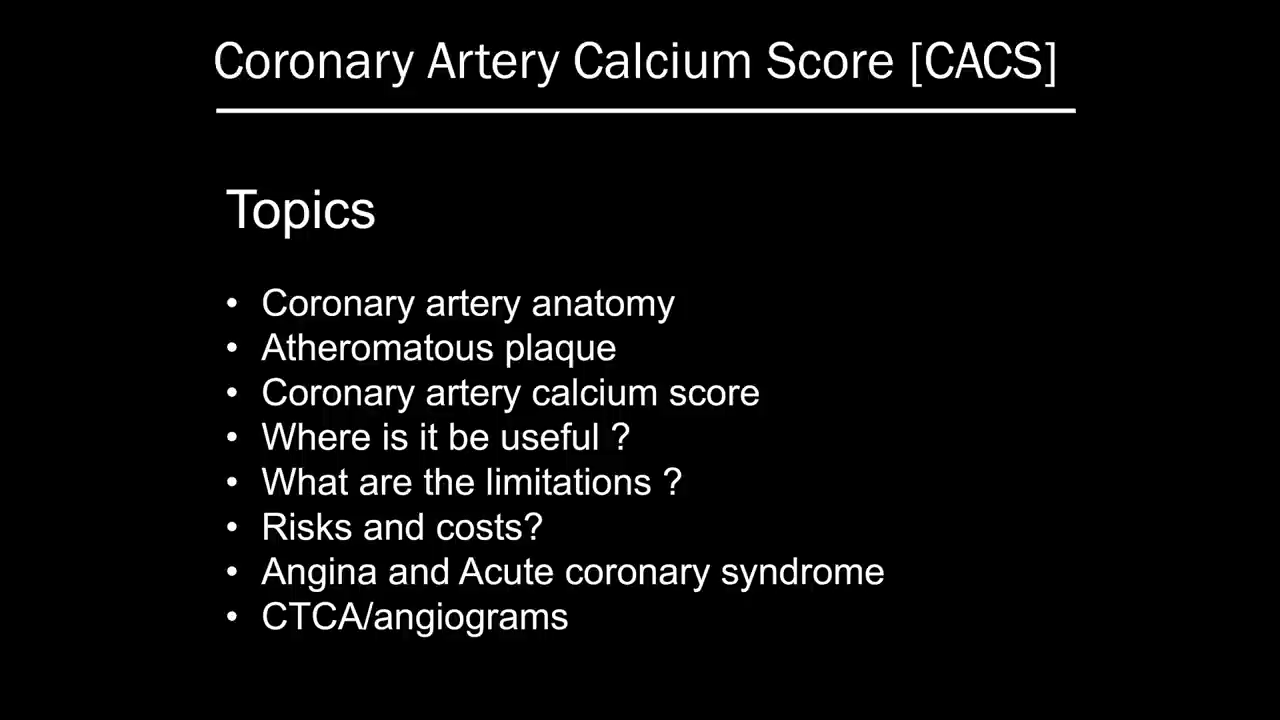 Coronary Artery Calcium Score [CACS]
Topics
• Coronary artery anatomy
• Atheromatous plaque
• Coronary artery calcium score
• Where is it be useful ?
• What are the limitations ?
• Risks and costs?
• Angina and Acute coronary syndrome
• CTCA/angiograms